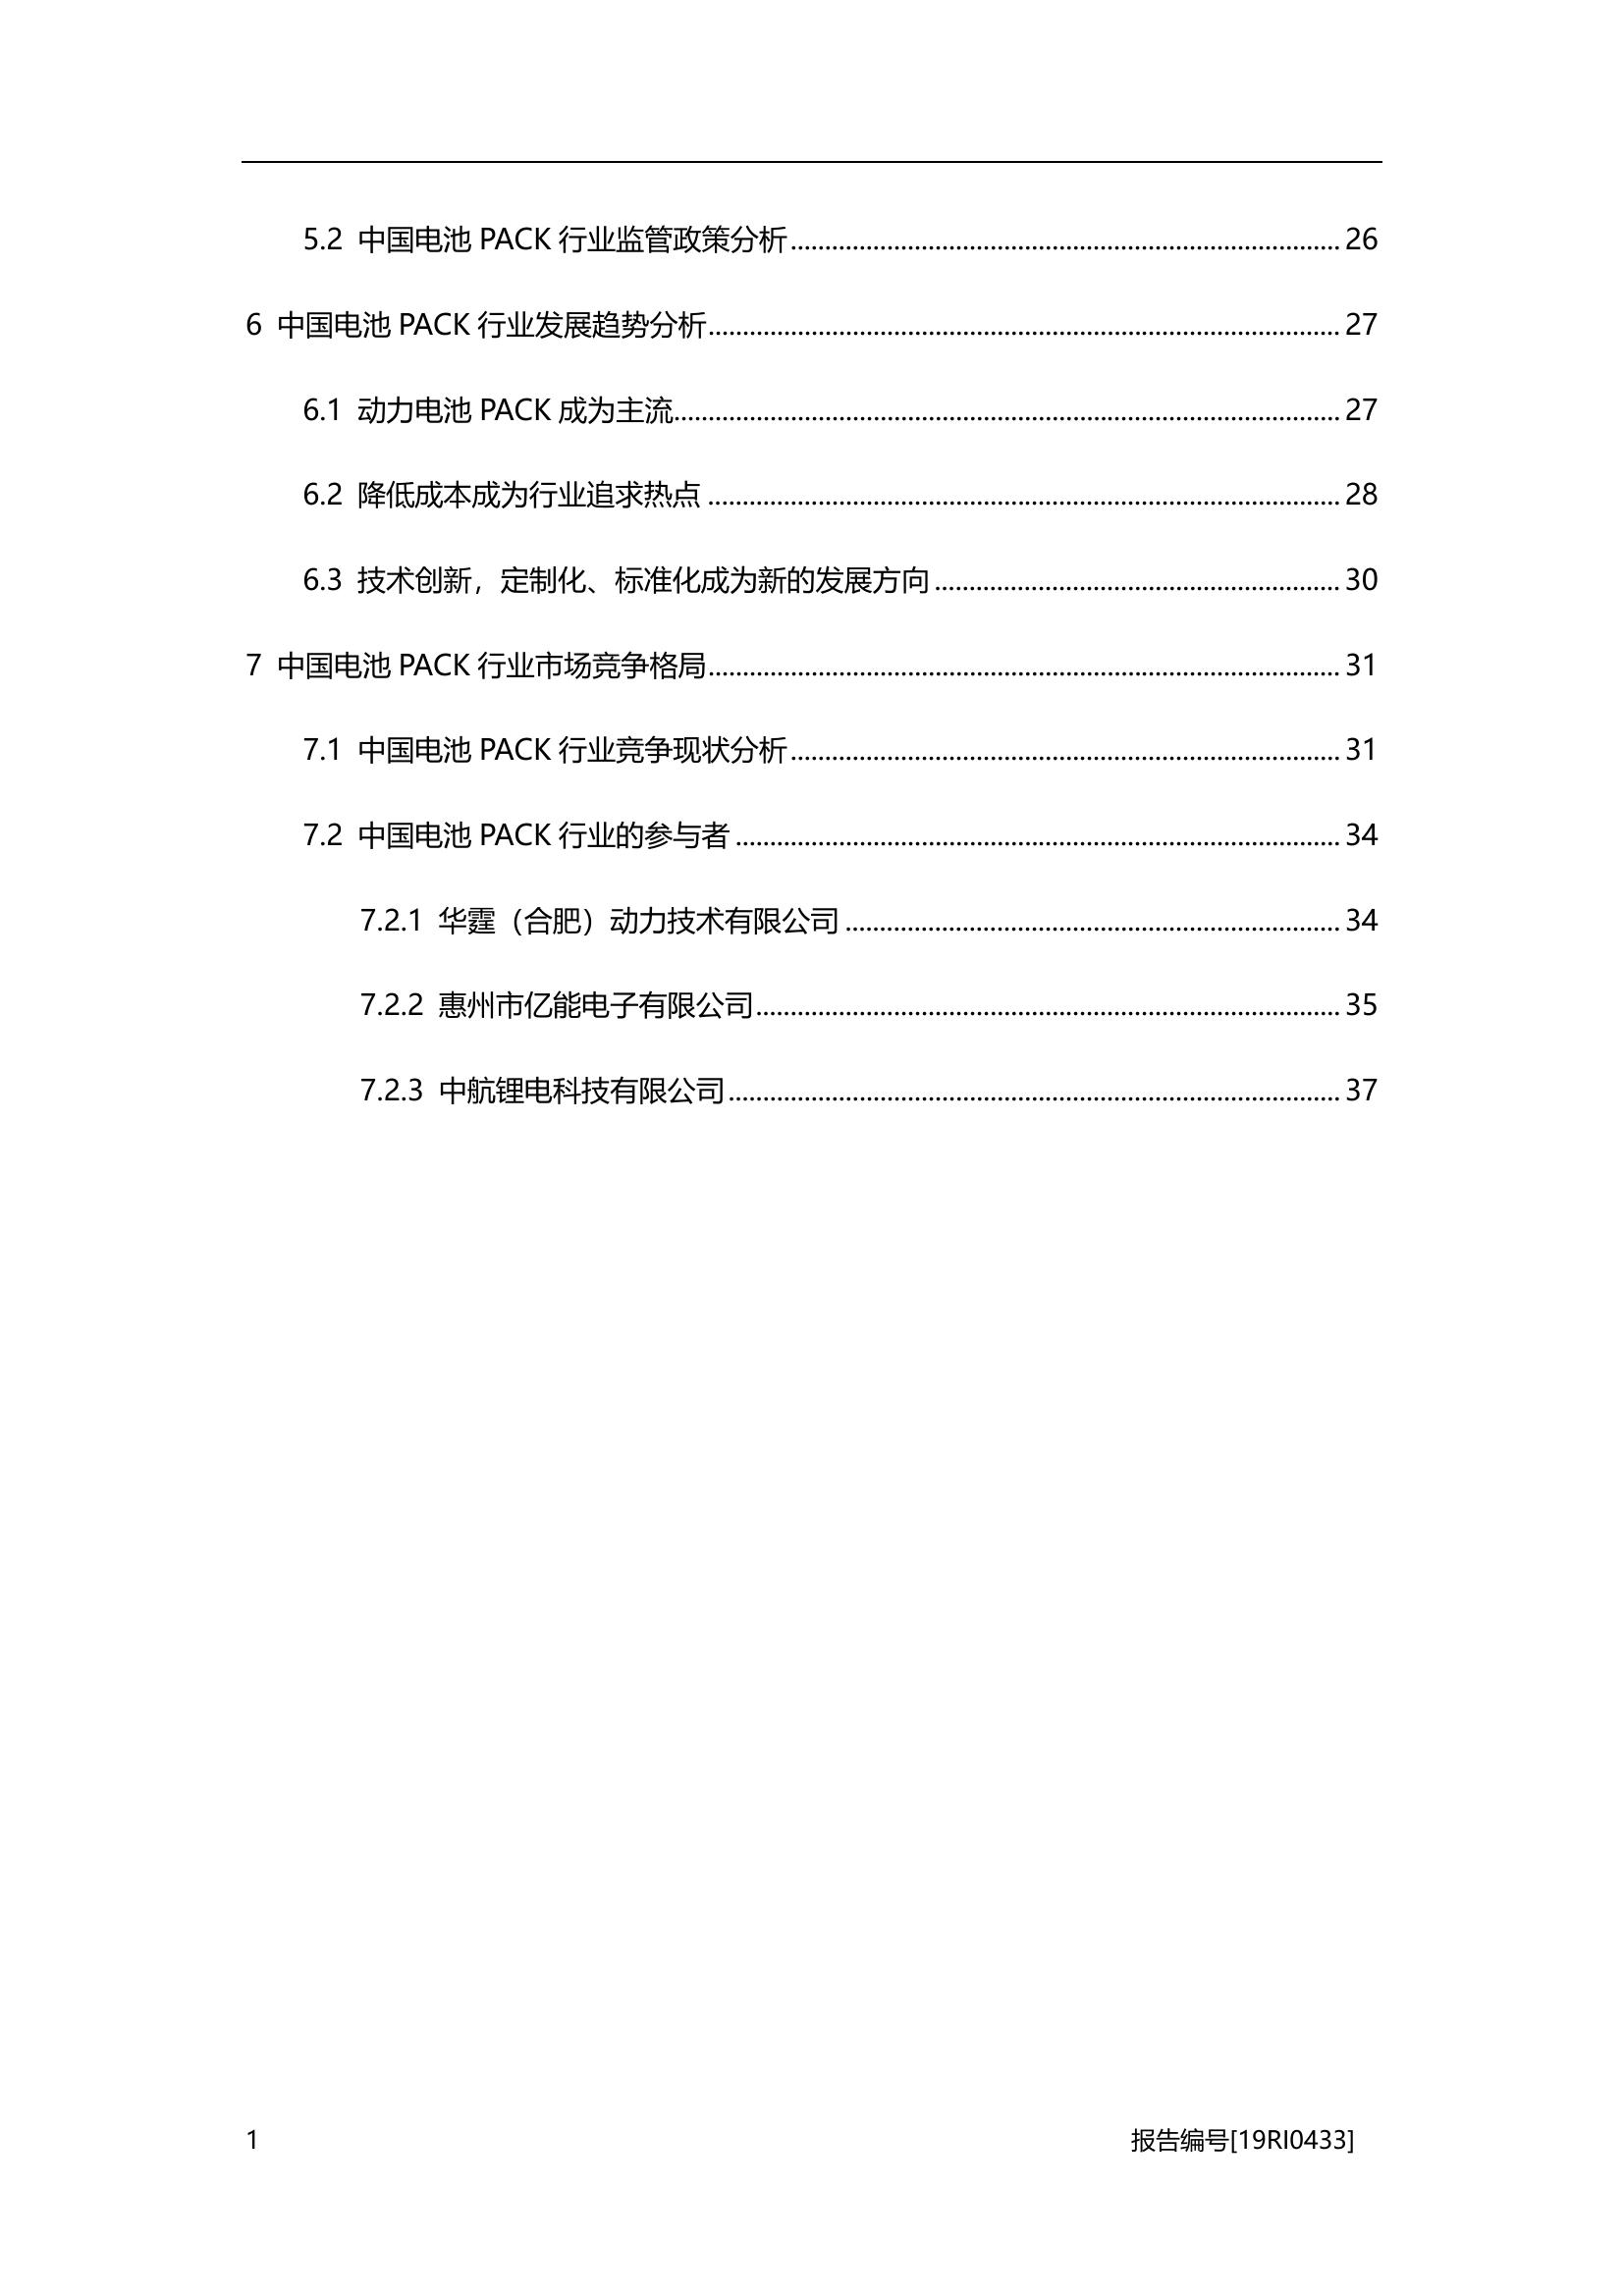 5.2 中国电池 PACK 行业监管政策分析........................................ 26
6 中国电池 PACK 行业发展趋势分析........................................ 27
6.1 动力电池 PACK 成为主流........................................ 27
6.2 降低成本成为行业追求热点........................................ 28
6.3 技术创新，定制化、标准化成为新的发展方向........................................ 30
7 中国电池 PACK 行业市场竞争格局........................................ 31
7.1 中国电池 PACK 行业竞争现状分析........................................ 31
7.2 中国电池 PACK 行业的参与者........................................ 34
7.2.1 华霆（合肥）动力技术有限公司........................................ 34
7.2.2 惠州市亿能电子有限公司........................................ 35
7.2.3 中航锂电科技有限公司........................................ 37
1 报告编号[19RI0433]